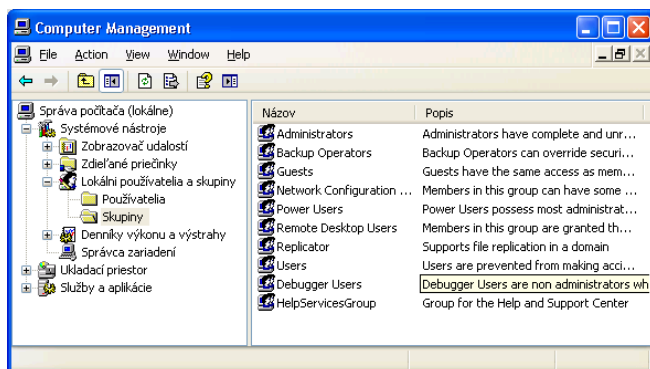 Computer Management
File Action View Window Help
Správa počítača (lokálne)
Systémové nástroje
Zobrazovač udalostí
Zdieľané priečinky
Lokálni používatelia a skupiny
Používatelia
Skupiny
Denníky výkonu a výstrahy
Správca zariadení
Ukladací priestor
Služby a aplikácie
Názov Popis
Administrators Administrators have complete and unr...
Backup Operators Backup Operators can override securi...
Guests Guests have the same access as mem...
Network Configuration ... Members in this group can have some ...
Power Users Power Users possess most administrat...
Remote Desktop Users Members in this group are granted th...
Replicator Supports file replication in a domain
Users Users are prevented from making acci...
Debugger Users Debugger Users are non administrators wh
HelpServicesGroup Group for the Help and Support Center